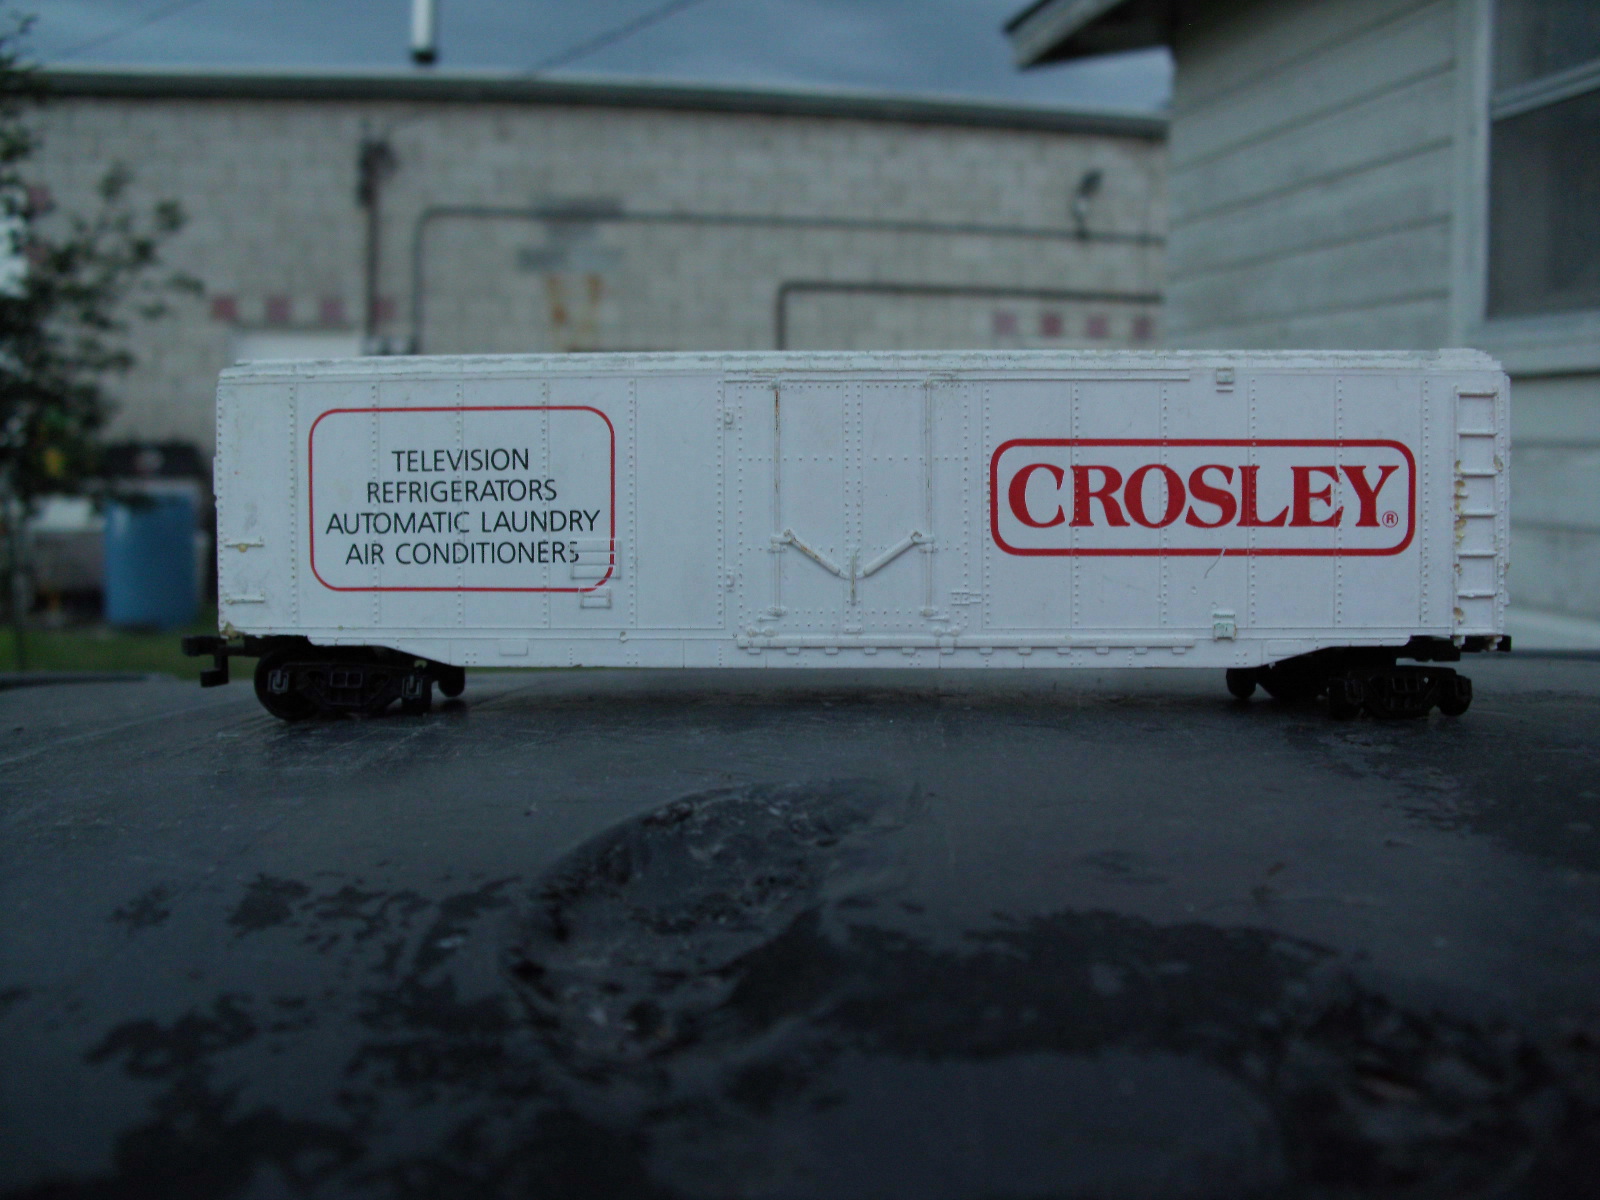 TELEVISION
REFRIGERATORS
AUTOMATIC LAUNDRY
AIR CONDITIONERS
CROSLEY®